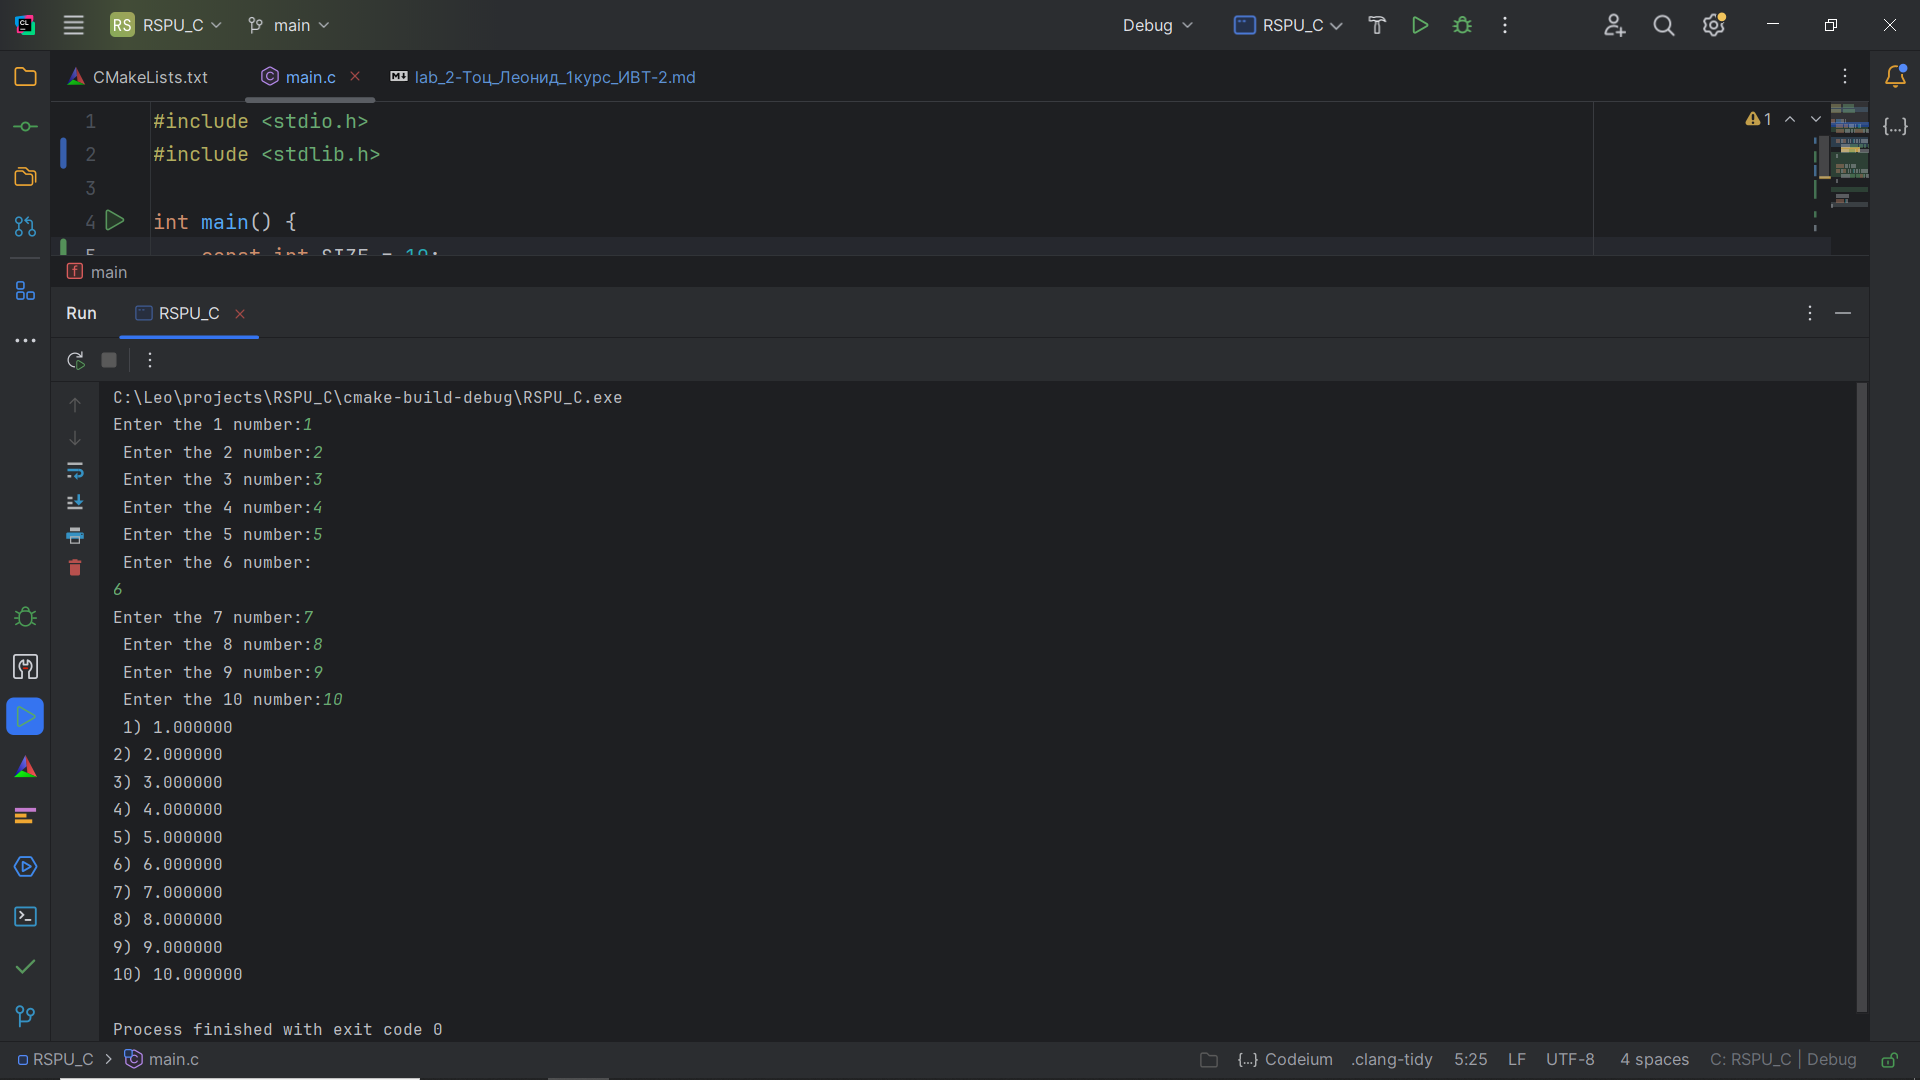 RS RSPU_C main Debug RSPU_C
CMakeLists.txt main.c lab_2-Тоц_Леонид_1курс_ИВТ-2.md
1 #include <stdio.h> 1
2 #include <stdlib.h>
3
4 int main() {
5 const int SIZE = 10;
main
Run RSPU_C
C:\Leo\projects\RSPU_C\cmake-build-debug\RSPU_C.exe
Enter the 1 number:1
Enter the 2 number:2
Enter the 3 number:3
Enter the 4 number:4
Enter the 5 number:5
Enter the 6 number:
6
Enter the 7 number:7
Enter the 8 number:8
Enter the 9 number:9
Enter the 10 number:10
1) 1.000000
2) 2.000000
3) 3.000000
4) 4.000000
5) 5.000000
6) 6.000000
7) 7.000000
8) 8.000000
9) 9.000000
10) 10.000000
Process finished with exit code 0
RSPU_C > main.c {...} Codeium .clang-tidy 5:25 LF UTF-8 4 spaces C: RSPU_C | Debug